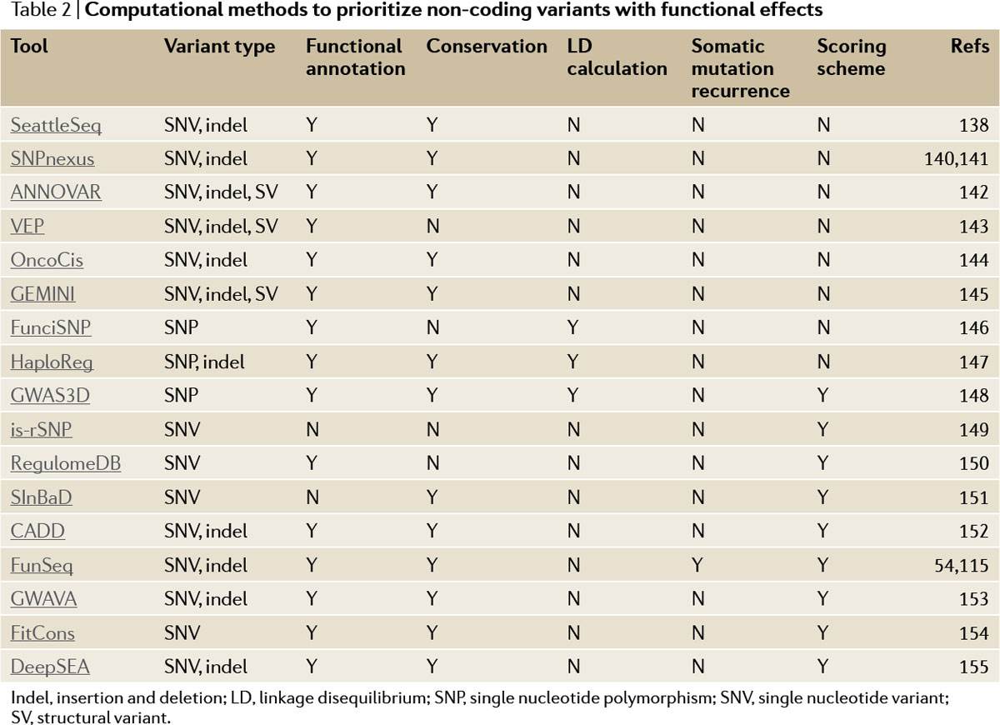 Table 2 | Computational methods to prioritize non-coding variants with functional effects
Tool Variant type Functional annotation Conservation LD calculation Somatic mutation recurrence Scoring scheme Refs
SeattleSeq SNV, indel Y Y N N N 138
SNPnexus SNV, indel Y Y N N N 140,141
ANNOVAR SNV, indel, SV Y Y N N N 142
VEP SNV, indel, SV Y N N N N 143
OncoCis SNV, indel Y Y N N N 144
GEMINI SNV, indel, SV Y Y N N N 145
FunciSNP SNP Y N Y N N 146
HaploReg SNP, indel Y Y Y N N 147
GWAS3D SNP Y Y Y N Y 148
is-rSNP SNV N N N N Y 149
RegulomeDB SNV Y N N N Y 150
SInBaD SNV N Y N N Y 151
CADD SNV, indel Y Y N N Y 152
FunSeq SNV, indel Y Y N Y Y 54,115
GWAVA SNV, indel Y Y N N Y 153
FitCons SNV Y Y N N Y 154
DeepSEA SNV, indel Y Y N N Y 155
Indel, insertion and deletion; LD, linkage disequilibrium; SNP, single nucleotide polymorphism; SNV, single nucleotide variant;
SV, structural variant.